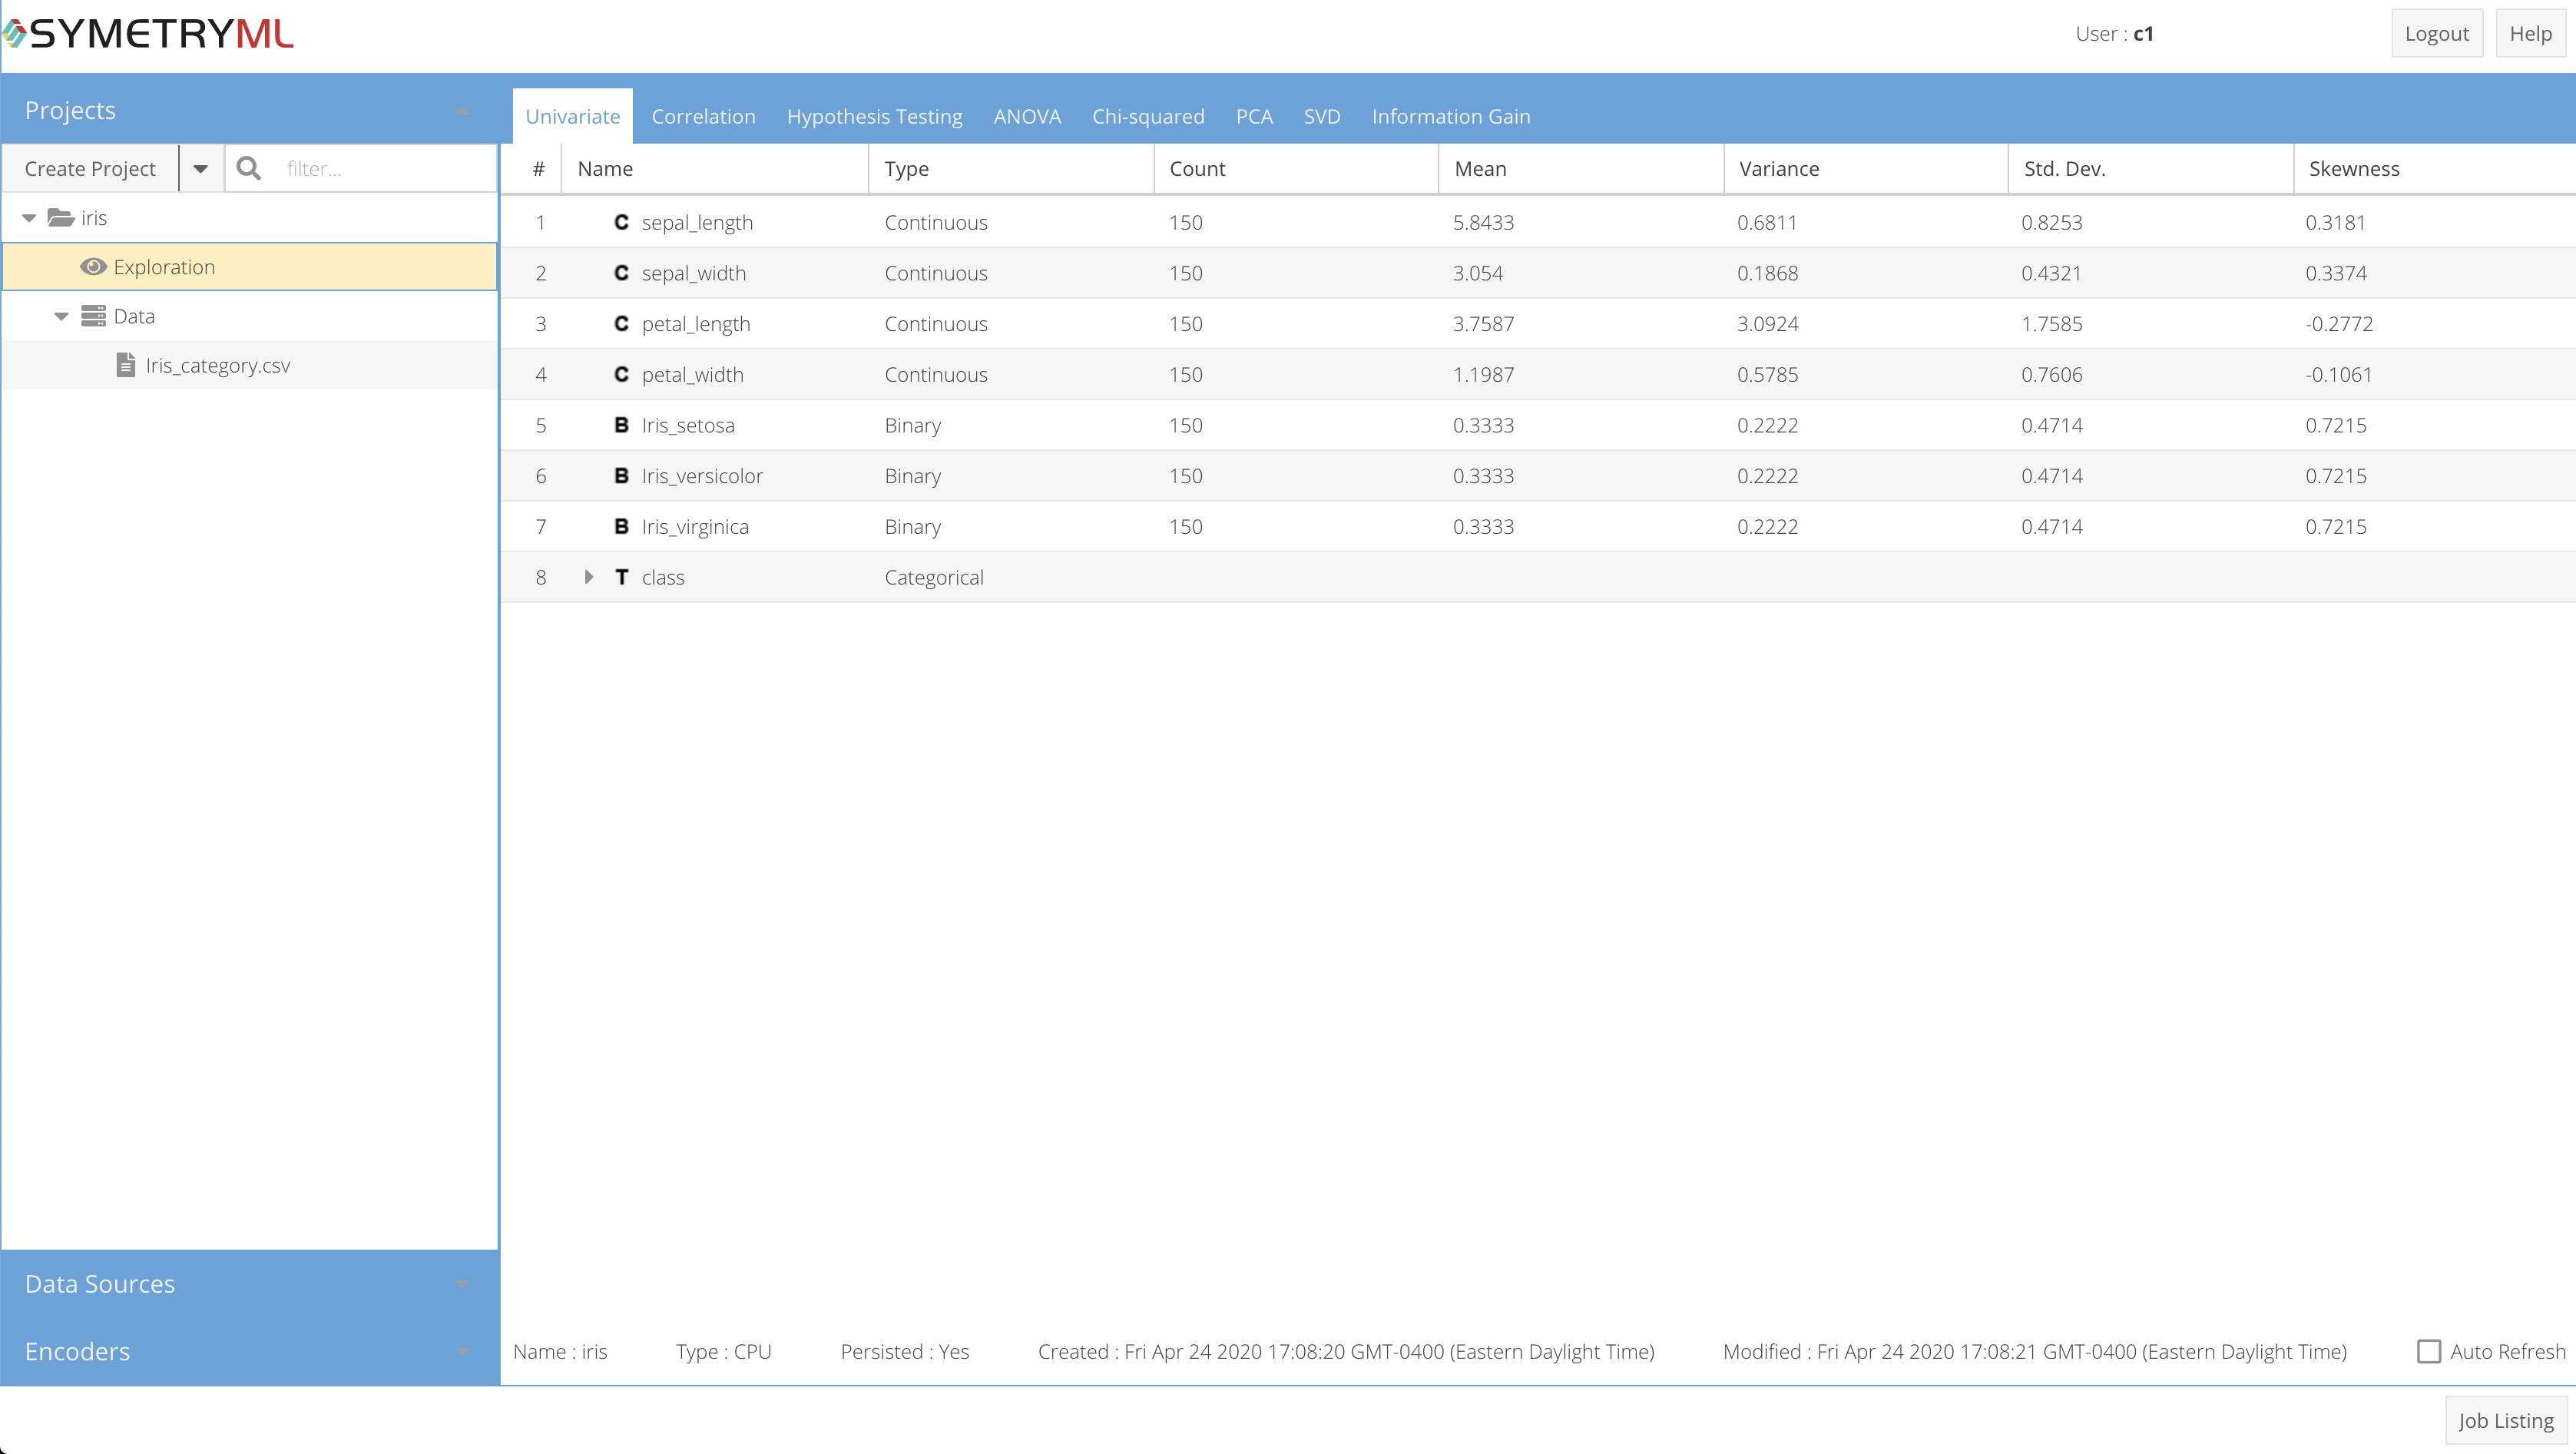 SYMETRYML
User : c1
Logout
Help
Projects
Univariate Correlation Hypothesis Testing ANOVA Chi-squared PCA SVD Information Gain
Create Project
filter...
# Name Type Count Mean Variance Std. Dev. Skewness
iris
Exploration
Data
Iris_category.csv
1 C sepal_length Continuous 150 5.8433 0.6811 0.8253 0.3181
2 C sepal_width Continuous 150 3.054 0.1868 0.4321 0.3374
3 C petal_length Continuous 150 3.7587 3.0924 1.7585 -0.2772
4 C petal_width Continuous 150 1.1987 0.5785 0.7606 -0.1061
5 B Iris_setosa Binary 150 0.3333 0.2222 0.4714 0.7215
6 B Iris_versicolor Binary 150 0.3333 0.2222 0.4714 0.7215
7 B Iris_virginica Binary 150 0.3333 0.2222 0.4714 0.7215
8 T class Categorical
Data Sources
Encoders
Name : iris Type : CPU Persisted : Yes Created : Fri Apr 24 2020 17:08:20 GMT-0400 (Eastern Daylight Time) Modified : Fri Apr 24 2020 17:08:21 GMT-0400 (Eastern Daylight Time) Auto Refresh
Job Listing